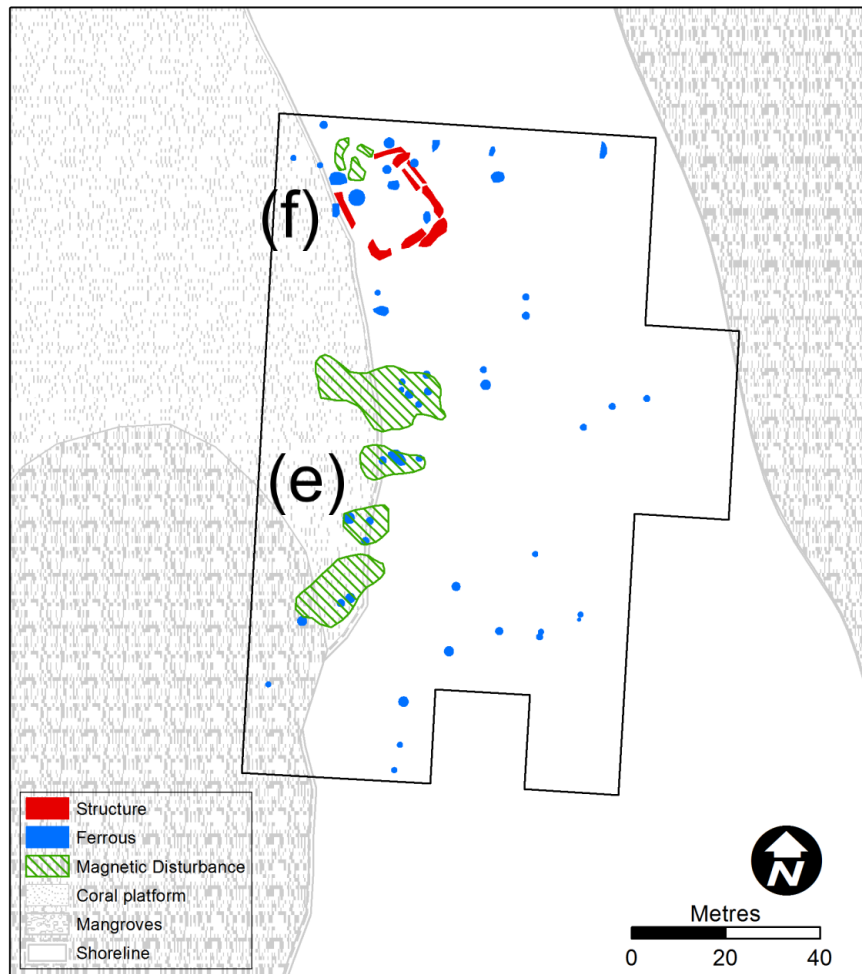 (f)
(e)
Structure
Ferrous
Magnetic Disturbance
Coral platform
Mangroves
Shoreline
N
Metres
0 20 40